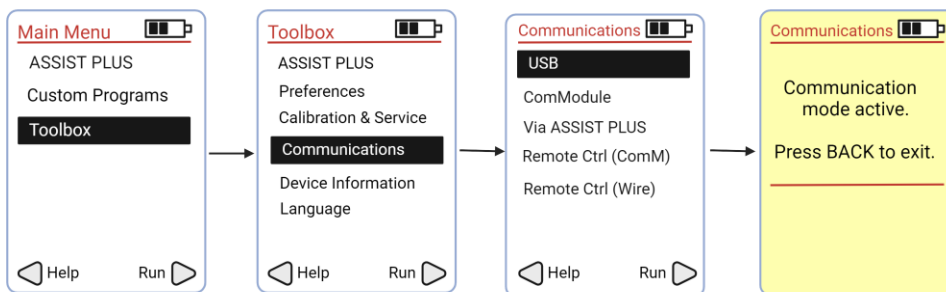 Main Menu
ASSIST PLUS
Custom Programs
Toolbox
Help
Run
Toolbox
ASSIST PLUS
Preferences
Calibration & Service
Communications
Device Information
Language
Help
Run
Communications
USB
ComModule
Via ASSIST PLUS
Remote Ctrl (ComM)
Remote Ctrl (Wire)
Help
Run
Communications
Communication
mode active.
Press BACK to exit.